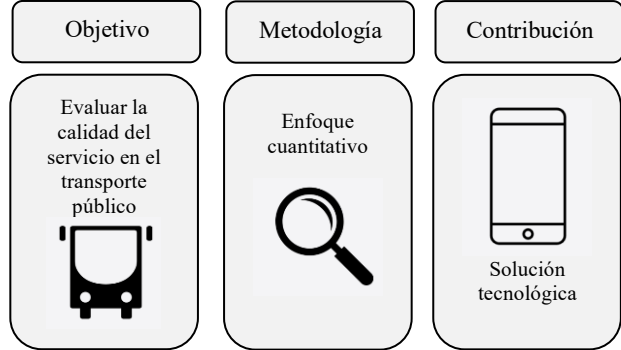 Objetivo
Metodología
Contribución
Evaluar la
calidad del
servicio en el
transporte
público
Enfoque
cuantitativo
Solución
tecnológica